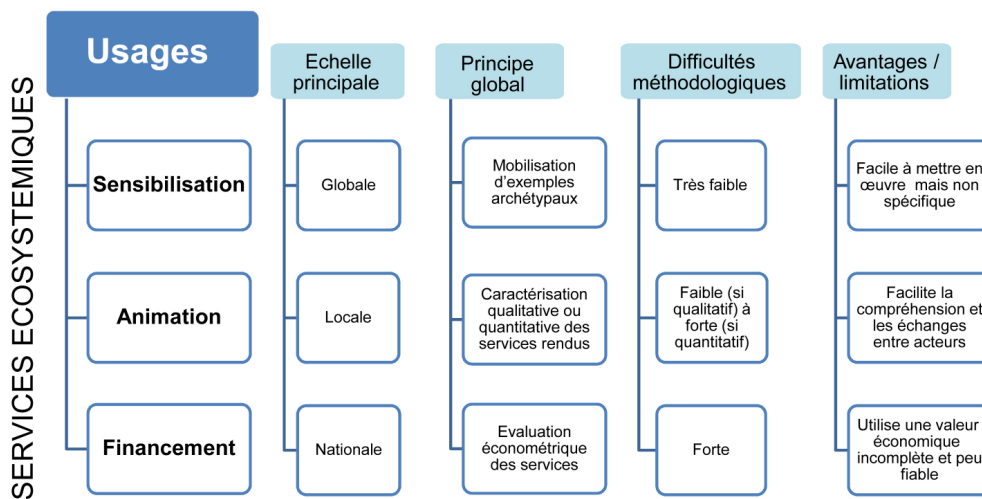 SERVICES ECOSYSTEMIQUES
Usages
Echelle
principale
Principe
global
Difficultés
méthodologiques
Avantages /
limitations
Sensibilisation
Globale
Mobilisation
d'exemples
archétypaux
Très faible
Facile à mettre en
œuvre mais non
spécifique
Animation
Locale
Caractérisation
qualitative ou
quantitative des
services rendus
Faible (si
qualitatif) à
forte (si
quantitatif)
Facilite la
compréhension et
les échanges
entre acteurs
Financement
Nationale
Evaluation
économétrique
des services
Forte
Utilise une valeur
économique
incomplète et peu
fiable